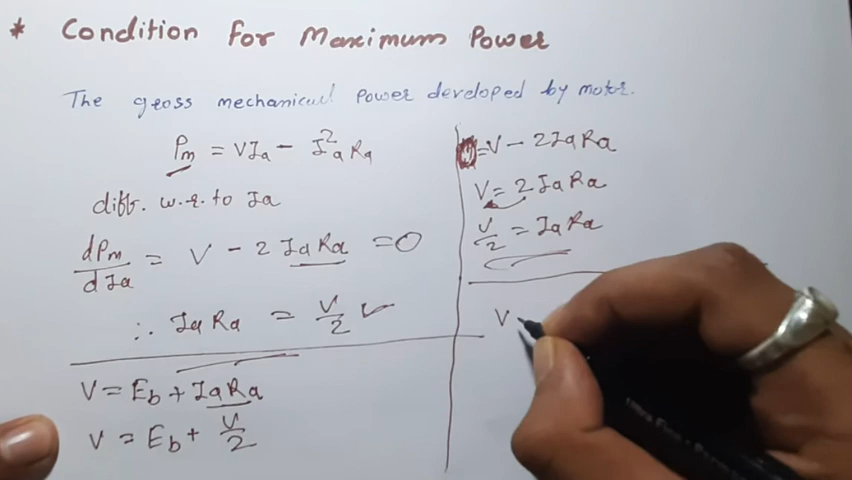 * Condition for Maximum Power
The gross mechanical Power developed by motor.
Pm = VIa - I²a Ra
diff. w.r.to Ia
dPm/dIa = V - 2 IaRa = 0
∴ IaRa = V/2 ✓
V = Eb + IaRa
V = Eb + V/2
= V - 2IaRa
V = 2IaRa
V/2 = IaRa
V